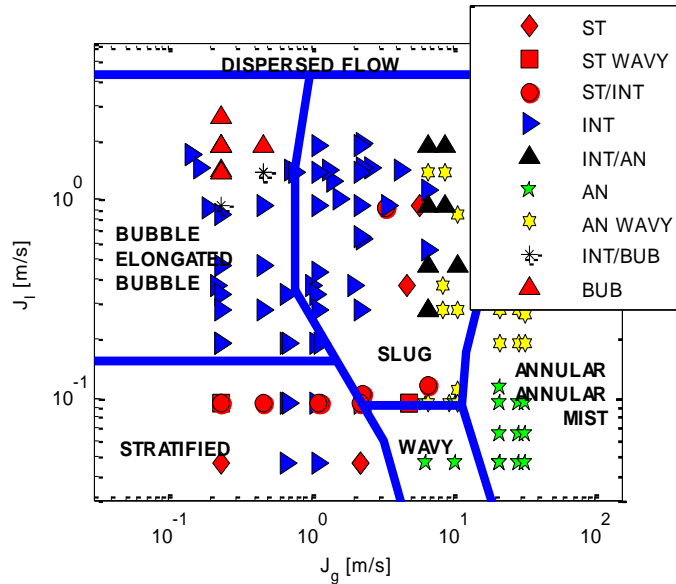 DISPERSED FLOW
BUBBLE
ELONGATED
BUBBLE
SLUG
ANNULAR
ANNULAR
MIST
STRATIFIED
WAVY
ST
ST WAVY
ST/INT
INT
INT/AN
AN
AN WAVY
INT/BUB
BUB
10^0
10^-1
10^-1
10^0
10^1
10^2
J_l [m/s]
J_g [m/s]